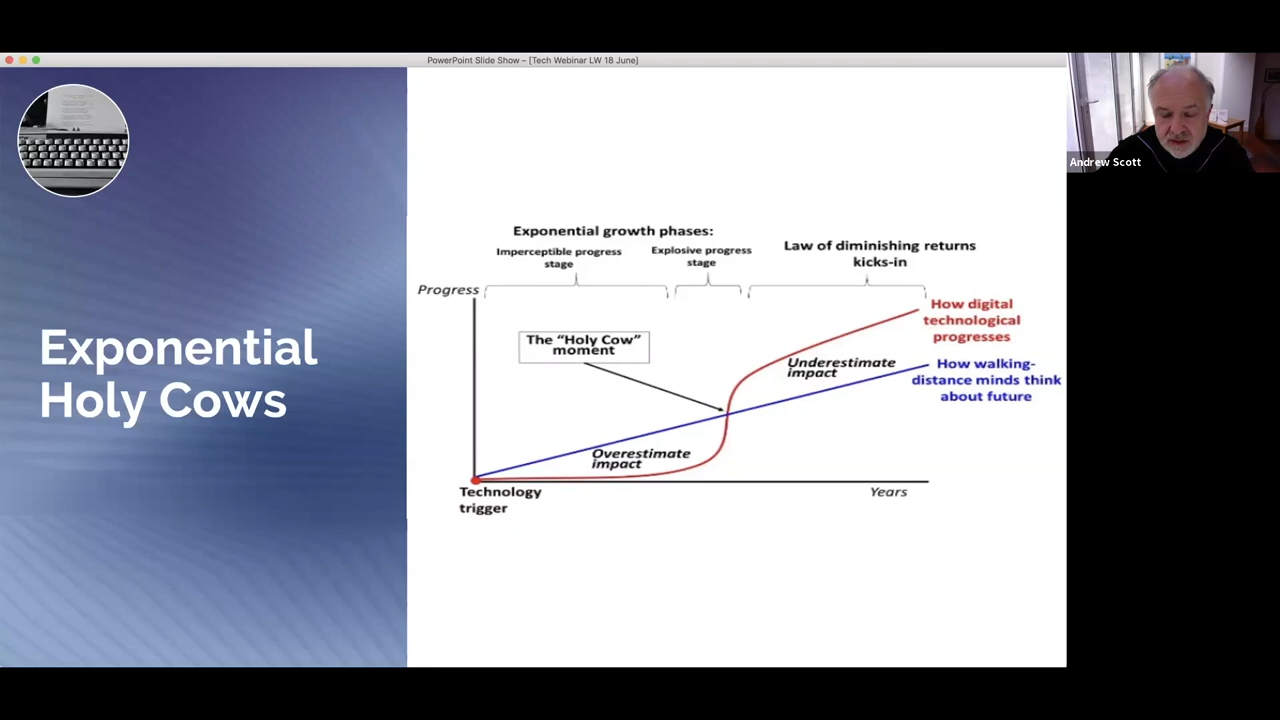 PowerPoint Slide Show – [Tech Webinar LW 18 June]
Andrew Scott
Exponential
Holy Cows
Exponential growth phases:
Imperceptible progress
stage
Explosive progress
stage
Law of diminishing returns
kicks-in
Progress
The “Holy Cow”
moment
How digital
technological
progresses
Underestimate
impact
How walking-
distance minds think
about future
Overestimate
impact
Technology
trigger
Years